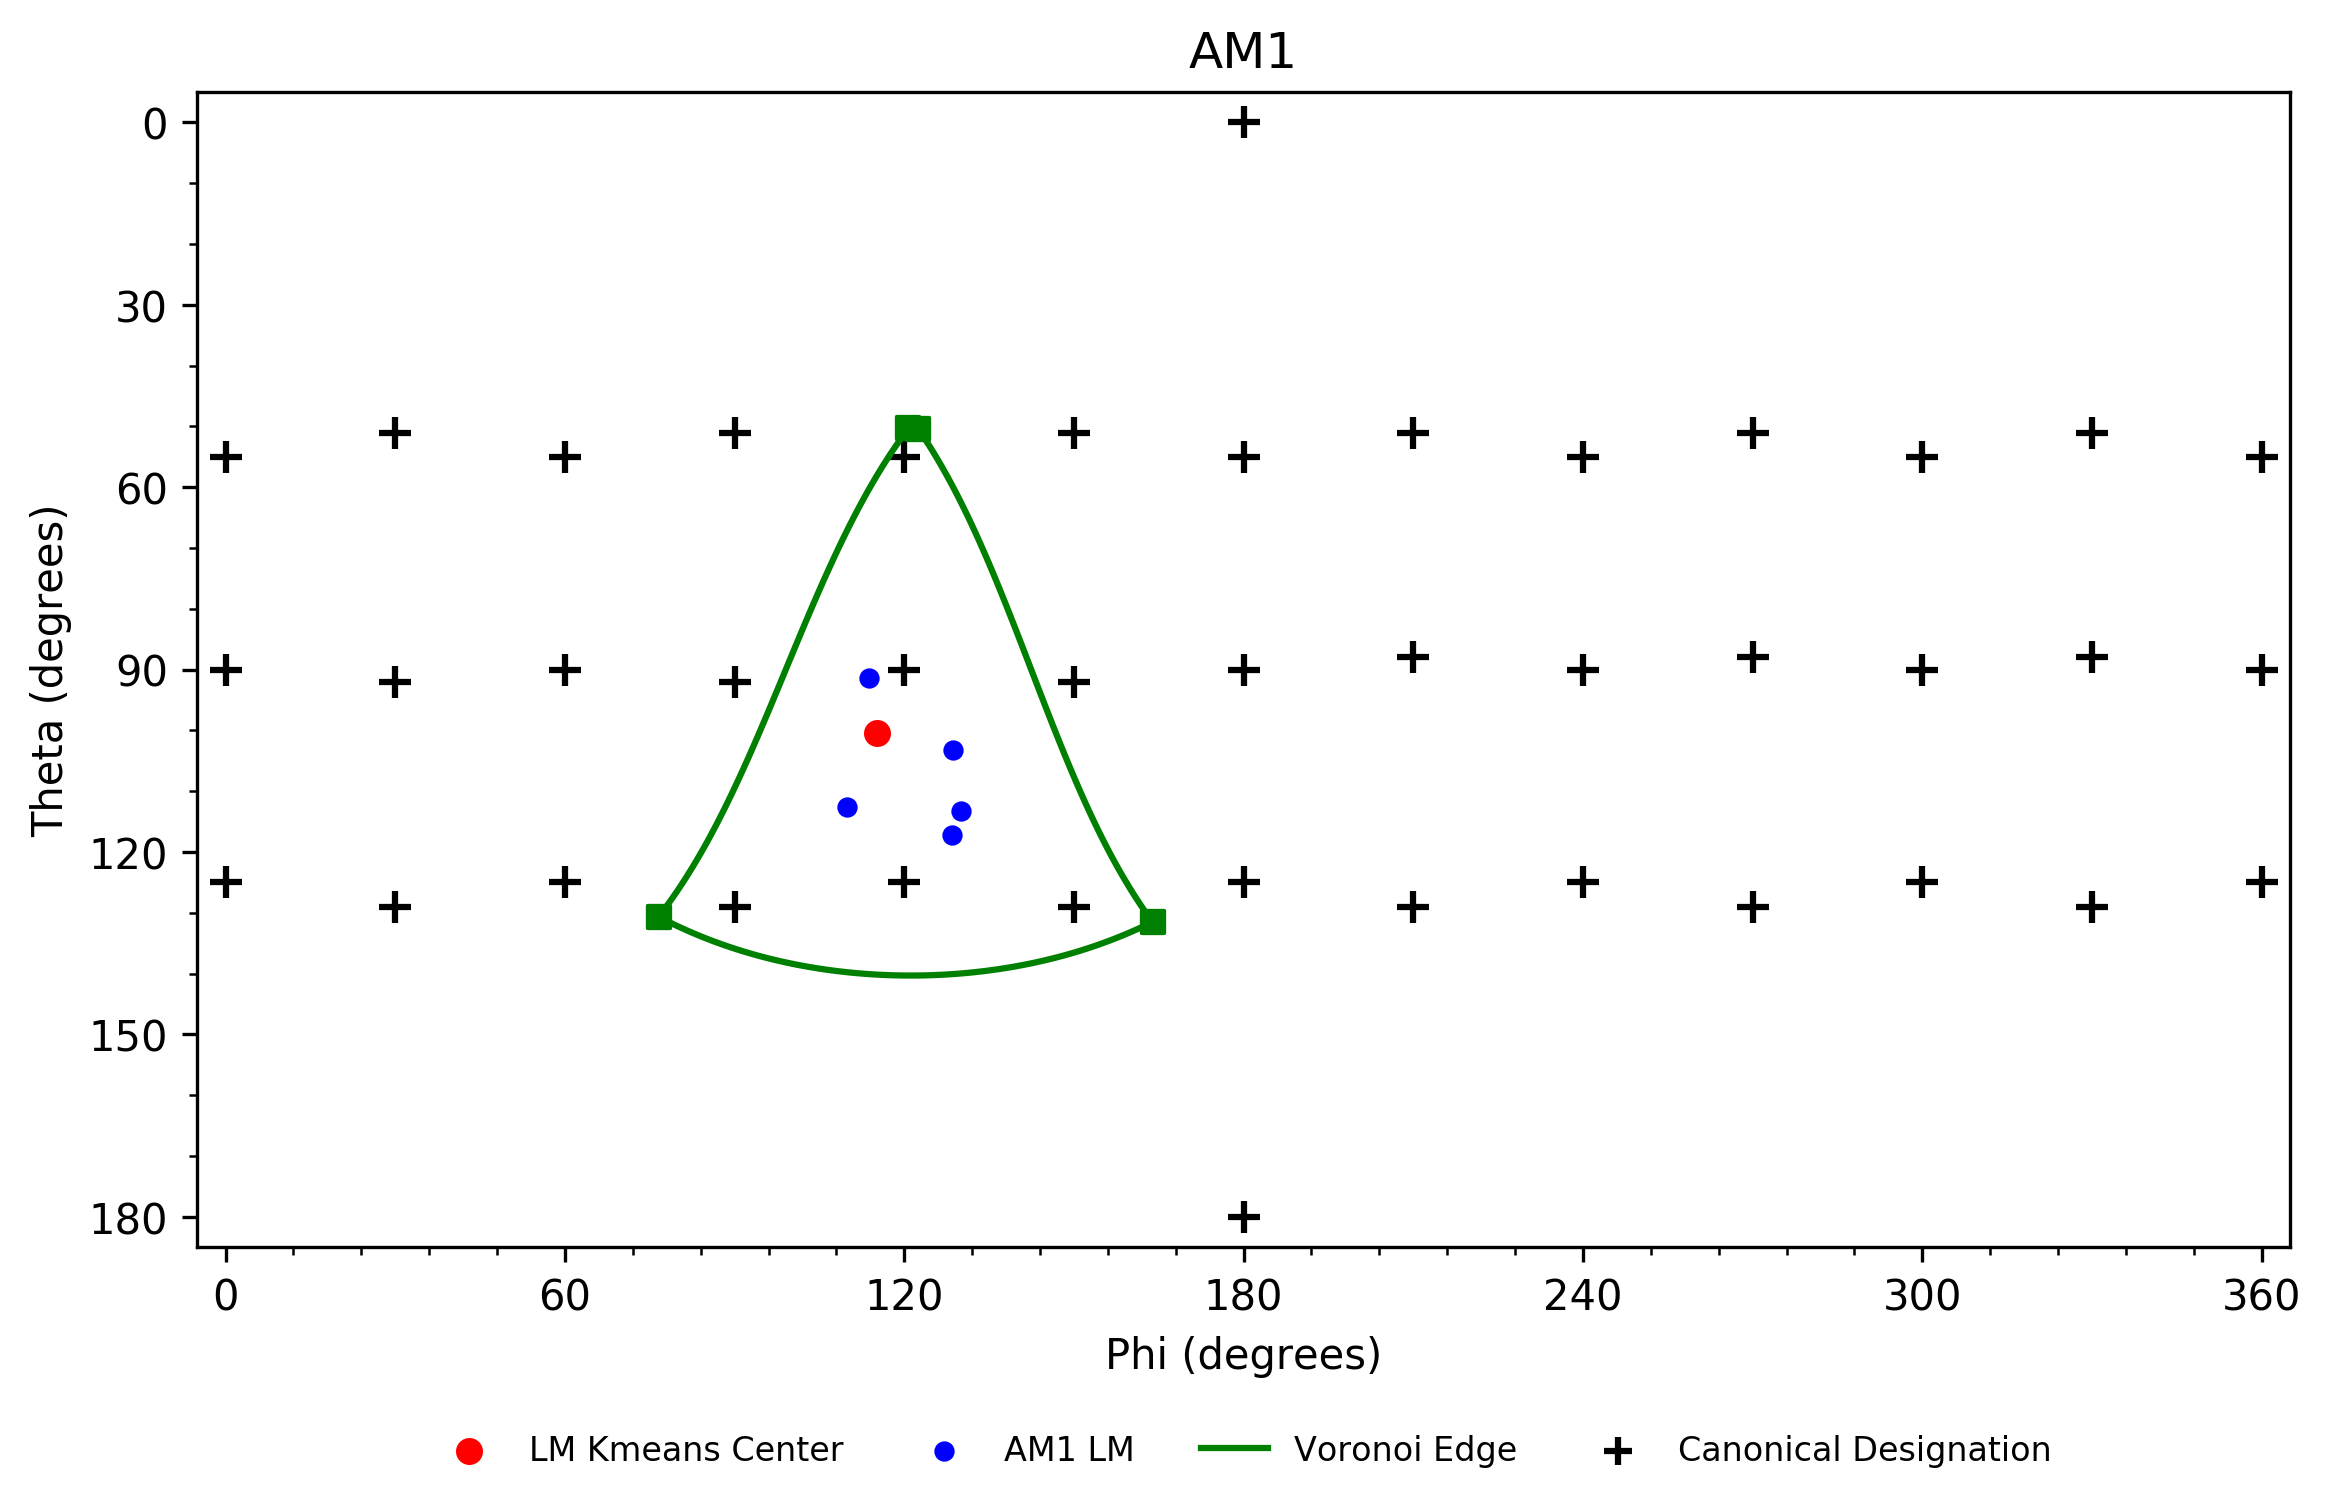 AM1
0
30
60
90
120
150
180
Theta (degrees)
0 60 120 180 240 300 360
Phi (degrees)
LM Kmeans Center AM1 LM Voronoi Edge Canonical Designation